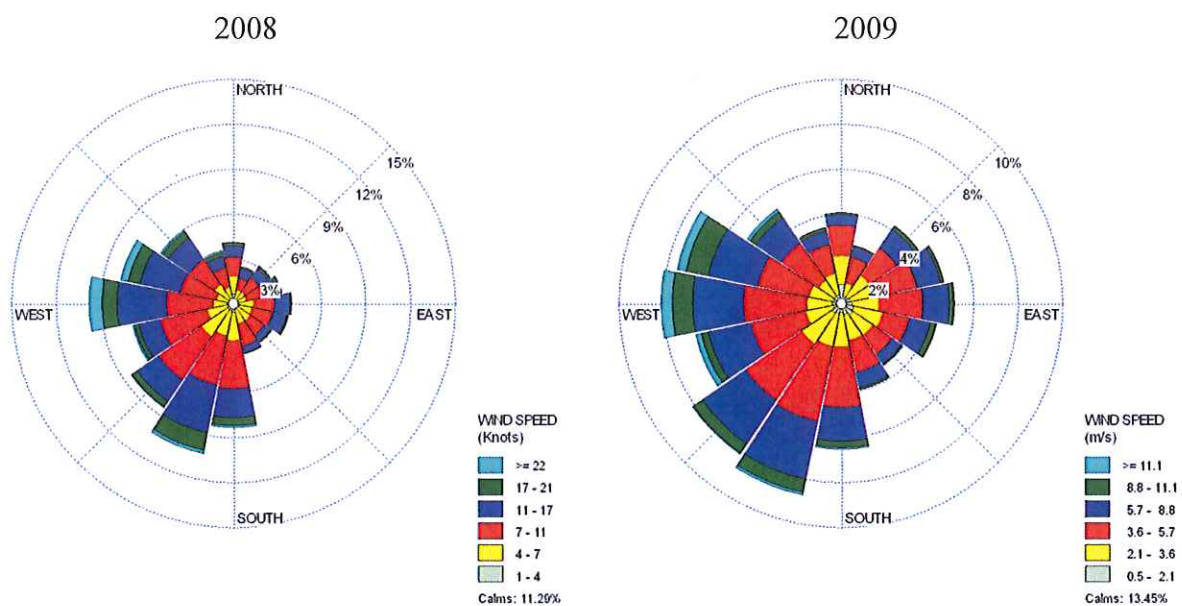 2008
NORTH
15%
12%
9%
6%
3%
WEST
EAST
SOUTH
WIND SPEED
(Knots)
>= 22
17 - 21
11 - 17
7 - 11
4 - 7
1 - 4
Calms: 11.29%
2009
NORTH
10%
8%
6%
4%
2%
WEST
EAST
SOUTH
WIND SPEED
(m/s)
>= 11.1
8.8 - 11.1
5.7 - 8.8
3.6 - 5.7
2.1 - 3.6
0.5 - 2.1
Calms: 13.45%